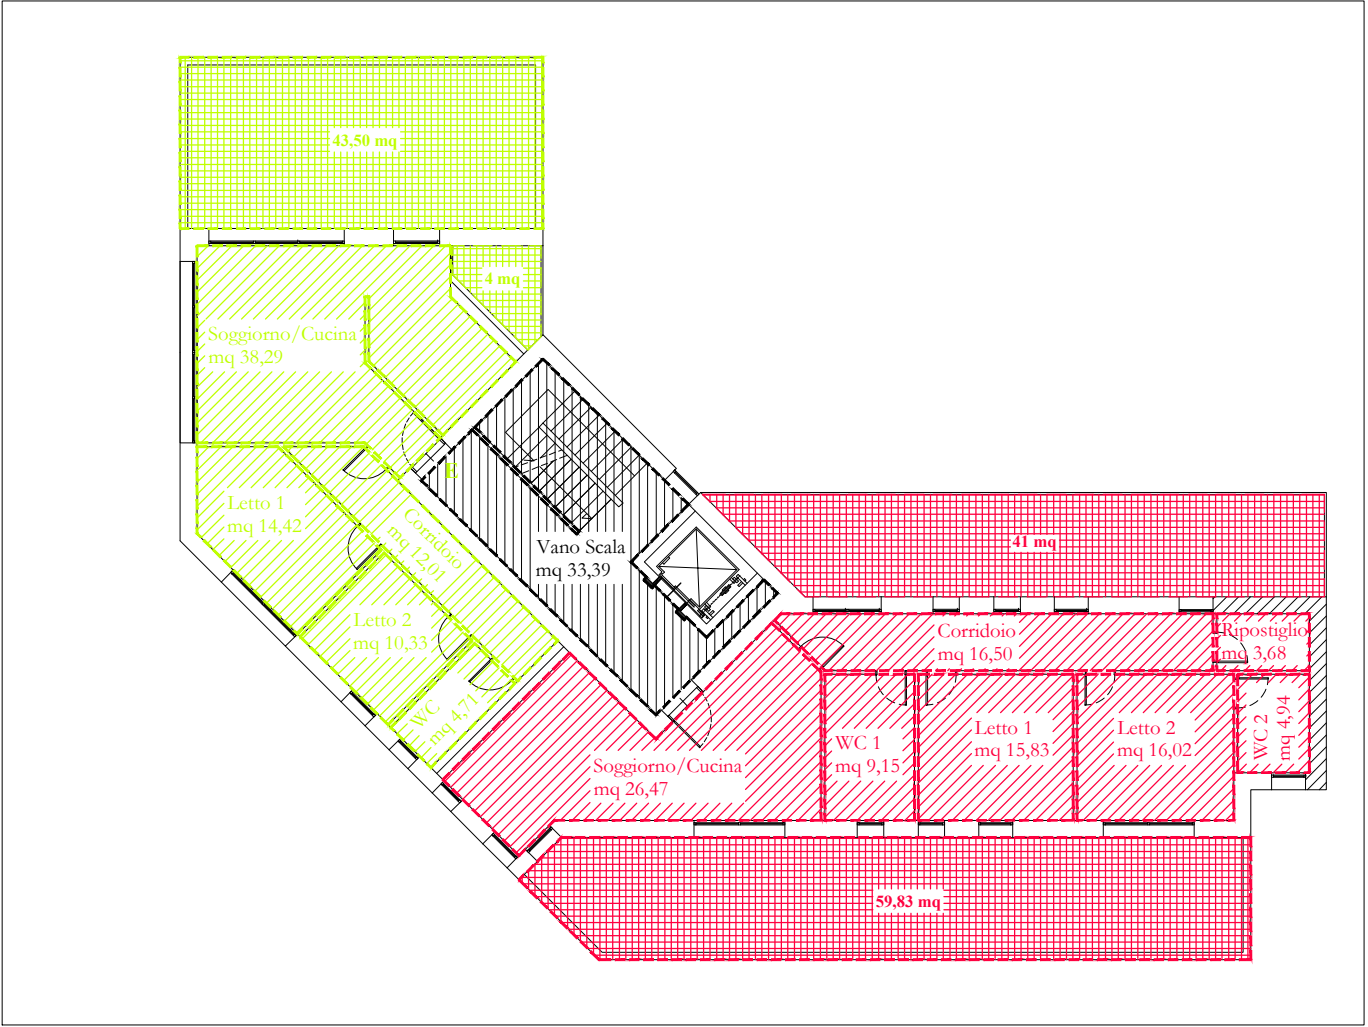 43,50 mq
4 mq
Soggiorno/Cucina
mq 38,29
E
Letto 1
mq 14,42
Corridoio
mq 12,01
Vano Scala
mq 33,39
41 mq
Letto 2
mq 10,33
WC
mq 4,71
Corridoio
mq 16,50
Ripostiglio
mq 3,68
Soggiorno/Cucina
mq 26,47
WC 1
mq 9,15
Letto 1
mq 15,83
Letto 2
mq 16,02
WC 2
mq 4,94
59,83 mq